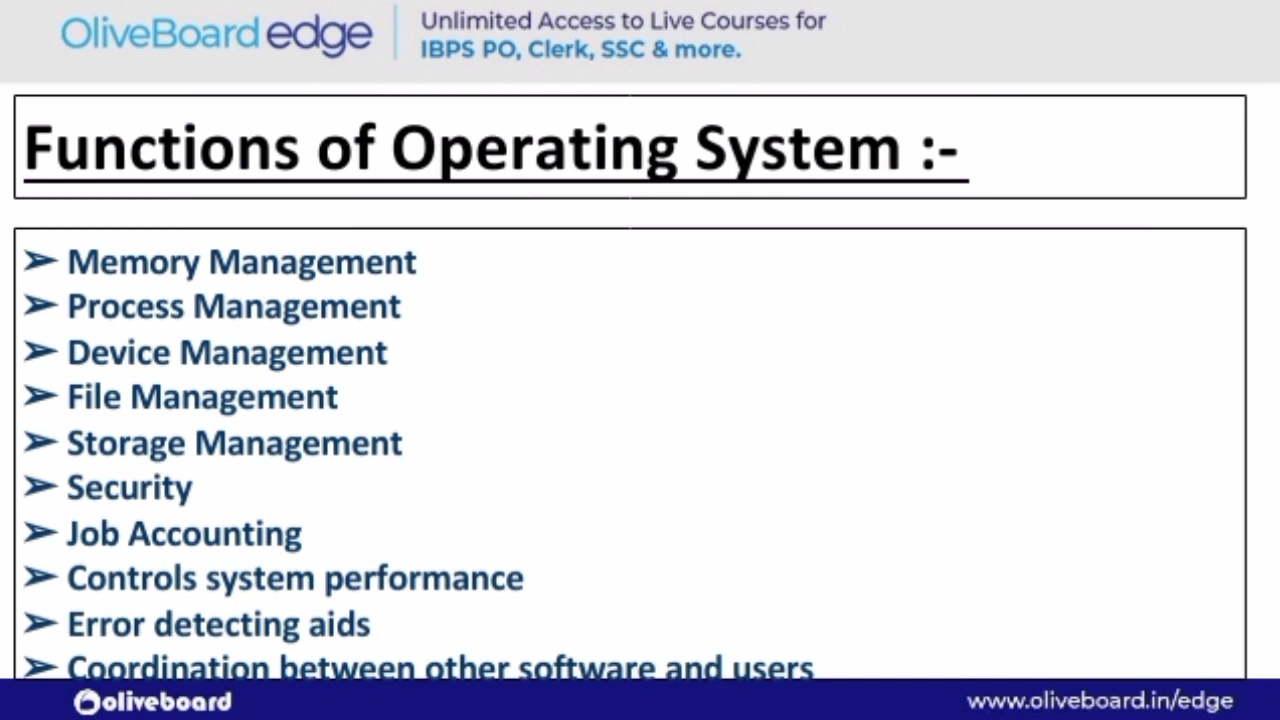 OliveBoard edge
Unlimited Access to Live Courses for
IBPS PO, Clerk, SSC & more.
Functions of Operating System :-
➢ Memory Management
➢ Process Management
➢ Device Management
➢ File Management
➢ Storage Management
➢ Security
➢ Job Accounting
➢ Controls system performance
➢ Error detecting aids
➢ Coordination between other software and users
oliveboard
www.oliveboard.in/edge